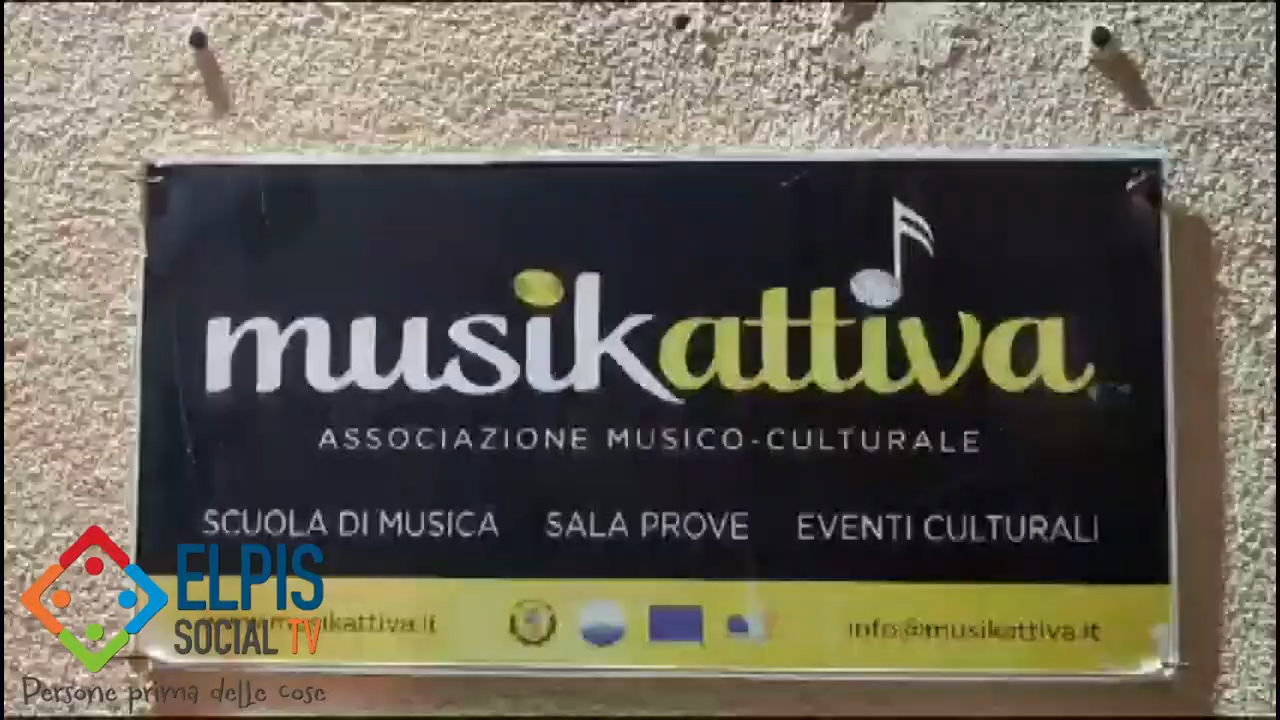 musikattiva
ASSOCIAZIONE MUSICO-CULTURALE
SCUOLA DI MUSICA SALA PROVE EVENTI CULTURALI
info@musikattiva.it
ELPIS
SOCIAL TV
Persone prima delle cose